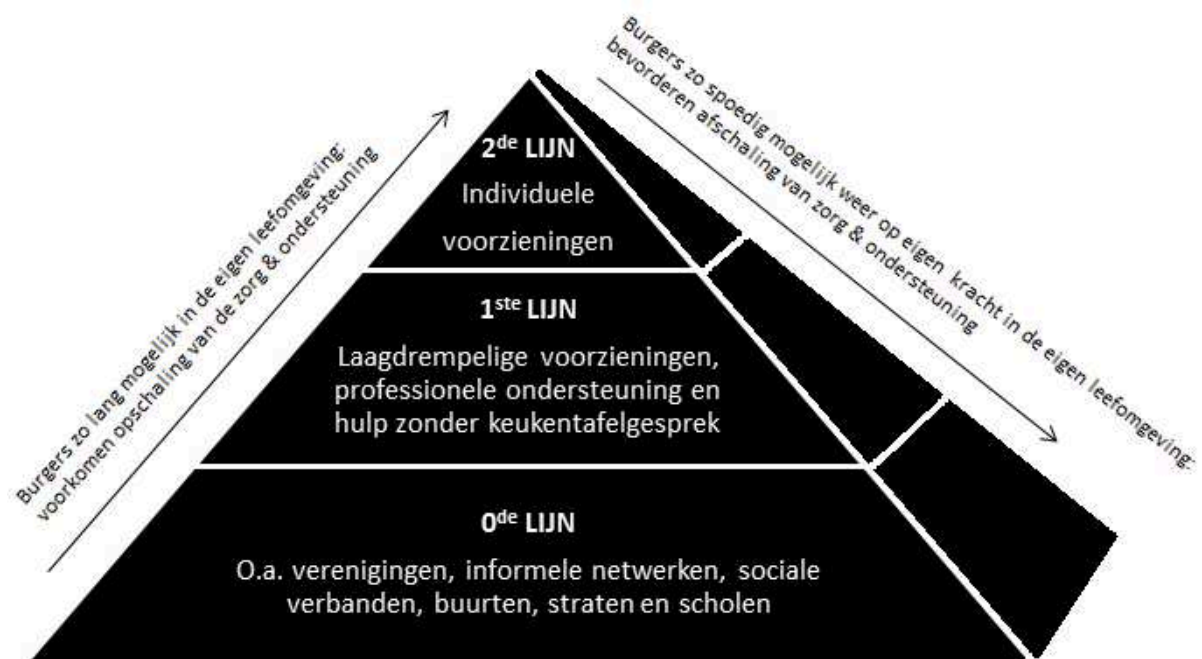 Burgers zo lang mogelijk in de eigen leefomgeving:
voorkomen opschaling van de zorg & ondersteuning
Burgers zo spoedig mogelijk weer op eigen kracht in de eigen leefomgeving:
bevorderen afschaling van zorg & ondersteuning
2de LIJN
Individuele
voorzieningen
1ste LIJN
Laagdrempelige voorzieningen,
professionele ondersteuning en
hulp zonder keukentafelgesprek
0de LIJN
O.a. verenigingen, informele netwerken, sociale
verbanden, buurten, straten en scholen